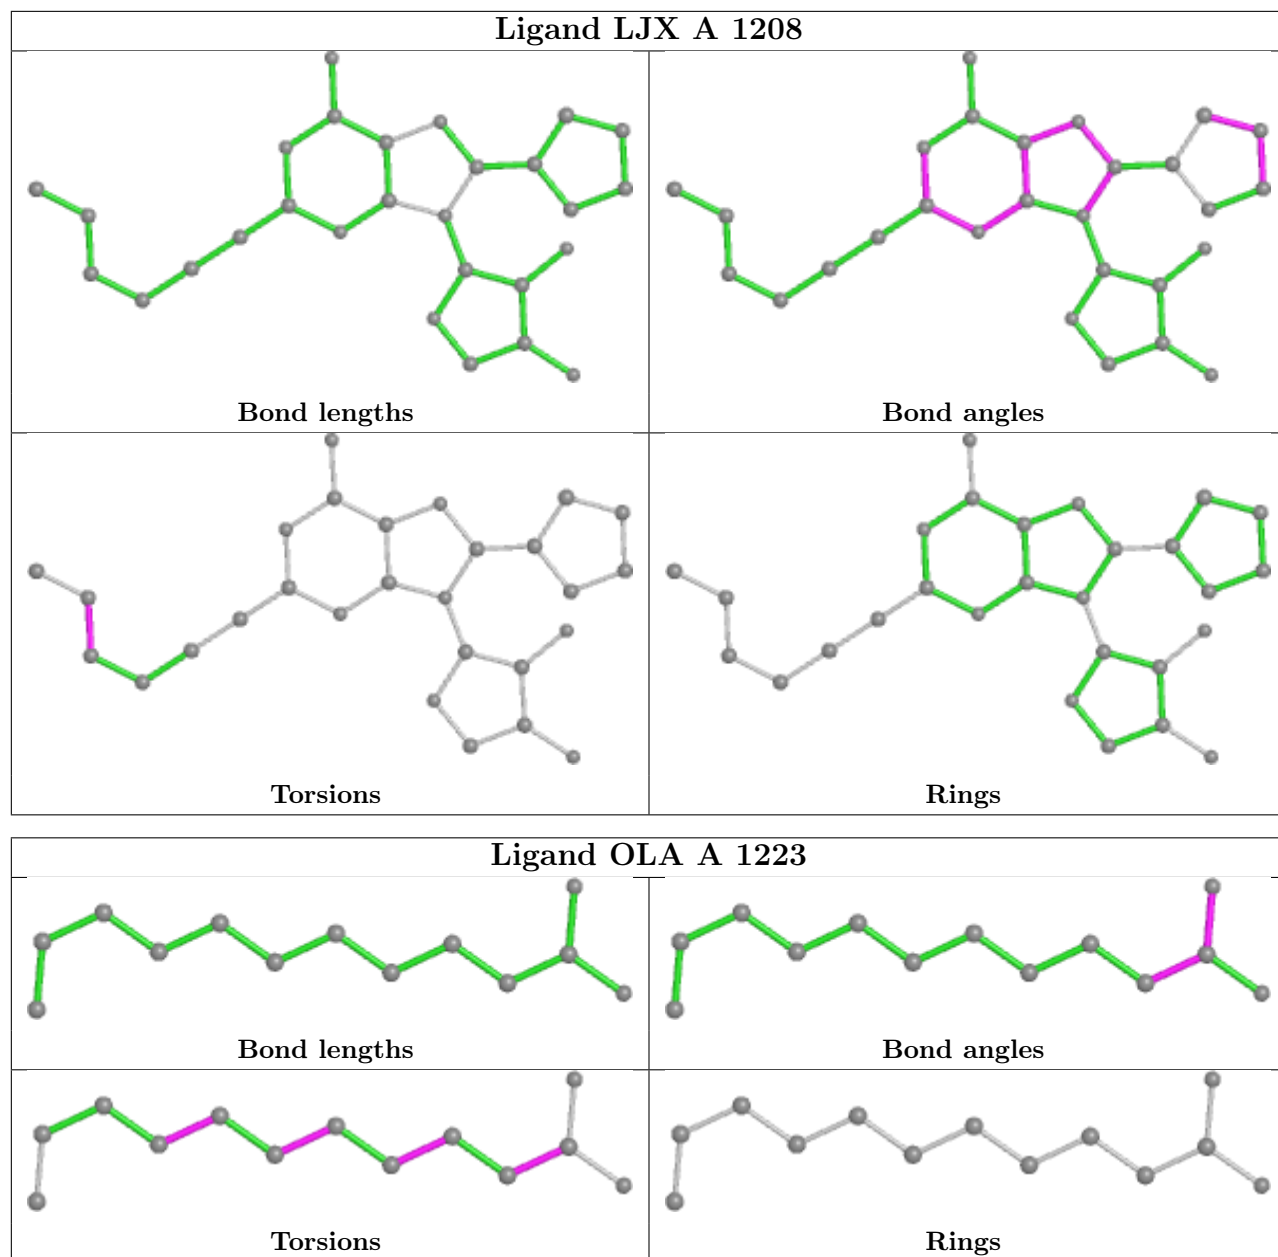 Ligand LJX A 1208
Bond lengths
Bond angles
Torsions
Rings
Ligand OLA A 1223
Bond lengths
Bond angles
Torsions
Rings